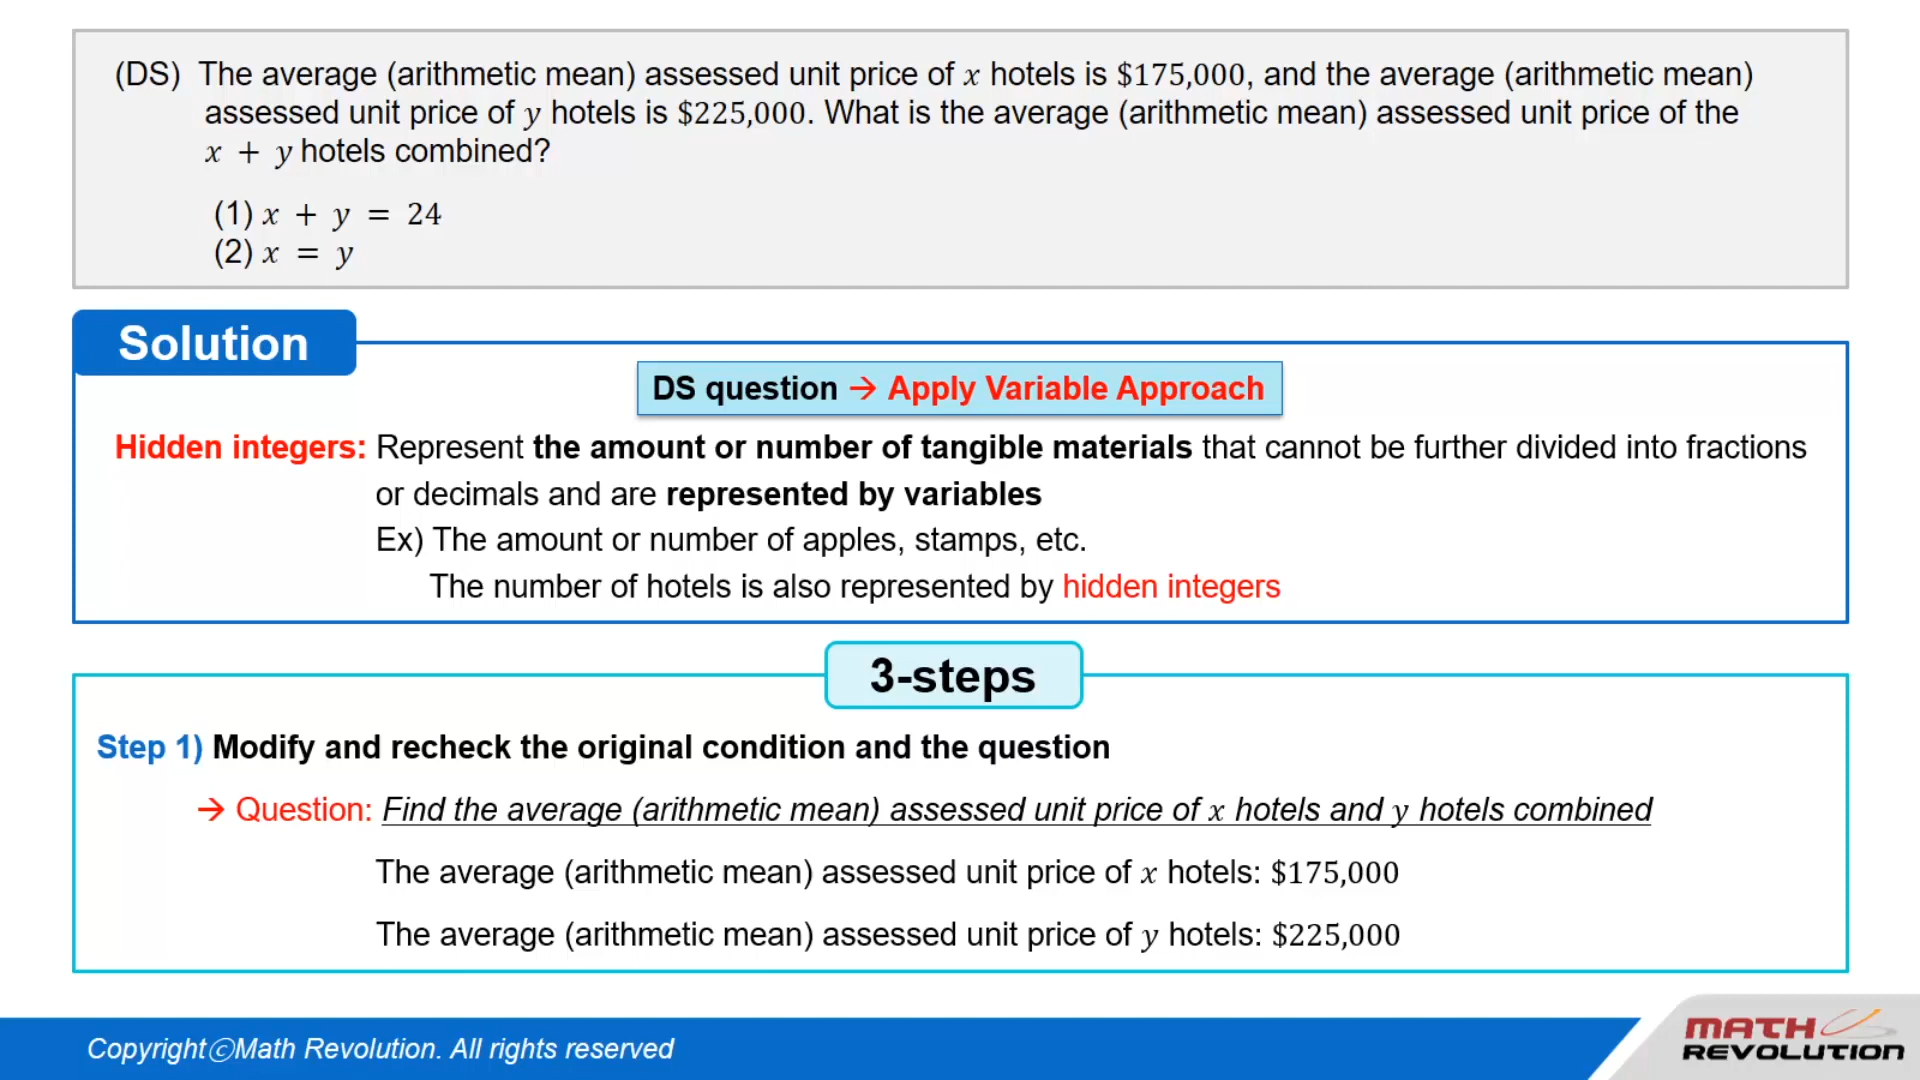 (DS) The average (arithmetic mean) assessed unit price of x hotels is $175,000, and the average (arithmetic mean)
assessed unit price of y hotels is $225,000. What is the average (arithmetic mean) assessed unit price of the
x + y hotels combined?
(1) x + y = 24
(2) x = y
Solution
DS question → Apply Variable Approach
Hidden integers: Represent the amount or number of tangible materials that cannot be further divided into fractions
or decimals and are represented by variables
Ex) The amount or number of apples, stamps, etc.
The number of hotels is also represented by hidden integers
3-steps
Step 1) Modify and recheck the original condition and the question
→ Question: Find the average (arithmetic mean) assessed unit price of x hotels and y hotels combined
The average (arithmetic mean) assessed unit price of x hotels: $175,000
The average (arithmetic mean) assessed unit price of y hotels: $225,000
CopyrightⓒMath Revolution. All rights reserved
MATH
REVOLUTION